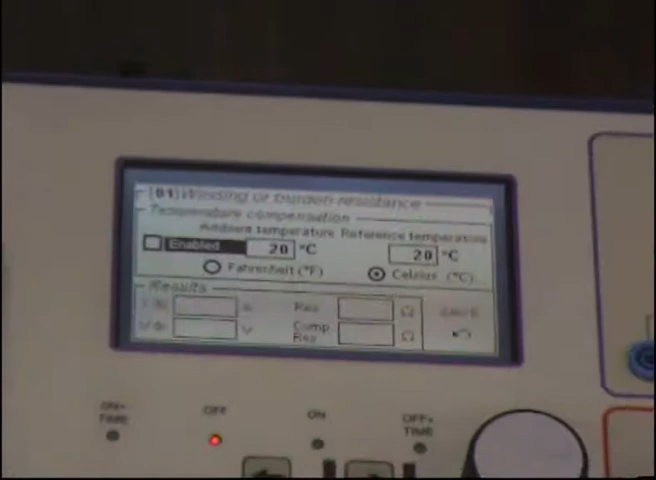 (01)Winding or burden resistance
Temperature compensation
Ambient temperature Reference temperature
Enabled 20 °C 20 °C
Fahrenheit (°F) Celsius (°C)
Results
Res Ω
V Comp Res Ω
ON+ TIME OFF ON OFF+ TIME